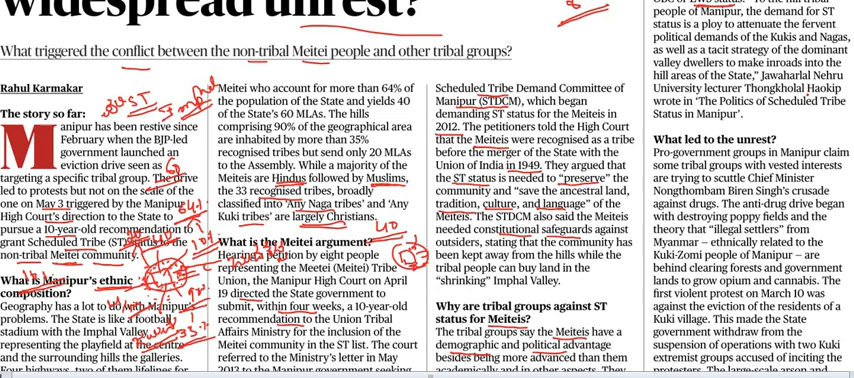 widespread unrest?
What triggered the conflict between the non-tribal Meitei people and other tribal groups?
Rahul Karmakar
The story so far:
Manipur has been restive since
February when the BJP-led
government launched an
eviction drive seen as
targeting a specific tribal group. The drive
led to protests but not on the scale of the
one on May 3 triggered by the Manipur
High Court's direction to the State to
pursue a 10-year-old recommendation to
grant Scheduled Tribe (ST) status to the
non-tribal Meitei community.
What is Manipur's ethnic
composition?
Geography has a lot to do with Manipur's
problems. The State is like a football
stadium with the Imphal Valley
representing the playfield at the centre
and the surrounding hills the galleries.
Four highways, two of them lifelines for
Meitei who account for more than 64% of
the population of the State and yields 40
of the State's 60 MLAs. The hills
comprising 90% of the geographical area
are inhabited by more than 35%
recognised tribes but send only 20 MLAs
to the Assembly. While a majority of the
Meiteis are Hindus followed by Muslims,
the 33 recognised tribes, broadly
classified into 'Any Naga tribes' and 'Any
Kuki tribes' are largely Christians.
What is the Meitei argument?
Hearing a petition by eight people
representing the Meetei (Meitei) Tribe
Union, the Manipur High Court on April
19 directed the State government to
submit, within four weeks, a 10-year-old
recommendation to the Union Tribal
Affairs Ministry for the inclusion of the
Meitei community in the ST list. The
court referred to the Ministry's letter in May
2013 to the Manipur government seeking
Scheduled Tribe Demand Committee of
Manipur (STDCM), which began
demanding ST status for the Meiteis in
2012. The petitioners told the High Court
that the Meiteis were recognised as a tribe
before the merger of the State with the
Union of India in 1949. They argued that
the ST status is needed to "preserve" the
community and "save the ancestral land,
tradition, culture, and language" of the
Meiteis. The STDCM also said the Meiteis
needed constitutional safeguards against
outsiders, stating that the community has
been kept away from the hills while the
tribal people can buy land in the
"shrinking" Imphal Valley.
Why are tribal groups against ST
status for Meiteis?
The tribal groups say the Meiteis have a
demographic and political advantage
besides being more advanced than them
academically and in other aspects. They
people of Manipur, the demand for ST
status is a ploy to attenuate the fervent
political demands of the Kukis and Nagas,
as well as a tacit strategy of the dominant
valley dwellers to make inroads into the
hill areas of the State," Jawaharlal Nehru
University lecturer Thongkholal Haokip
wrote in 'The Politics of Scheduled Tribe
Status in Manipur'.
What led to the unrest?
Pro-government groups in Manipur claim
some tribal groups with vested interests
are trying to scuttle Chief Minister
Nongthombam Biren Singh's crusade
against drugs. The anti-drug drive began
with destroying poppy fields and the
theory that "illegal settlers" from
Myanmar – ethnically related to the
Kuki-Zomi people of Manipur – are
behind clearing forests and government
lands to grow opium and cannabis. The
first violent protest on March 10 was
against the eviction of the residents of a
Kuki village. This made the State
government withdraw from the
suspension of operations with two Kuki
extremist groups accused of inciting the
protesters. The large-scale arson and